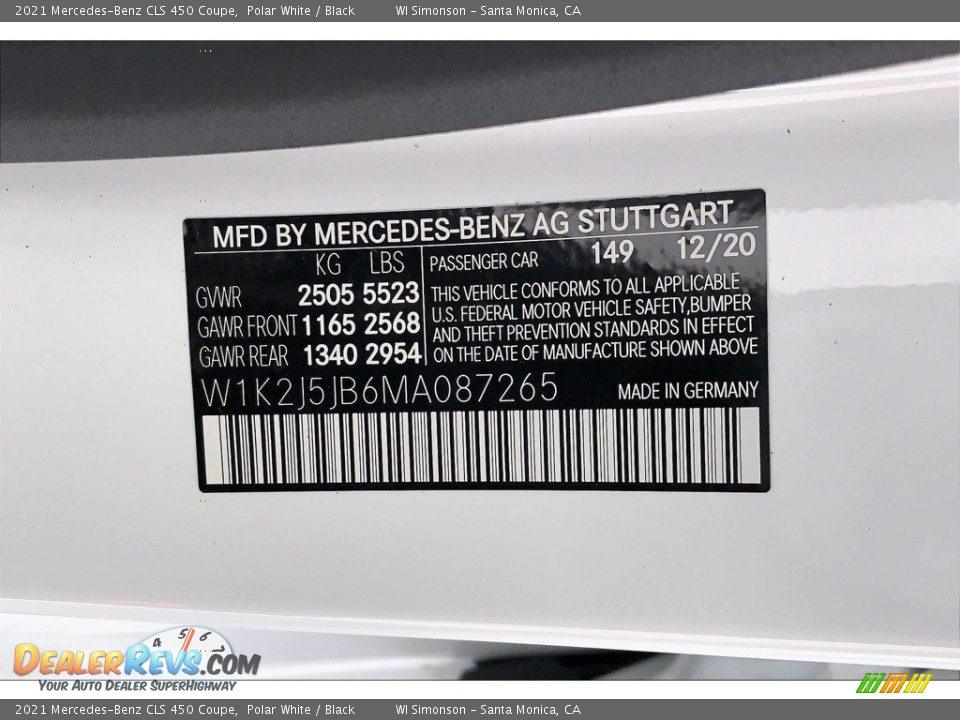 2021 Mercedes-Benz CLS 450 Coupe, Polar White / Black WI Simonson - Santa Monica, CA
MFD BY MERCEDES-BENZ AG STUTTGART
KG LBS
GVWR 2505 5523
GAWR FRONT 1165 2568
GAWR REAR 1340 2954
PASSENGER CAR 149 12/20
THIS VEHICLE CONFORMS TO ALL APPLICABLE
U.S. FEDERAL MOTOR VEHICLE SAFETY,BUMPER
AND THEFT PREVENTION STANDARDS IN EFFECT
ON THE DATE OF MANUFACTURE SHOWN ABOVE
W1K2J5JB6MA087265 MADE IN GERMANY
4 5 6
DEALERREVS.COM
YOUR AUTO DEALER SUPERHIGHWAY
2021 Mercedes-Benz CLS 450 Coupe, Polar White / Black WI Simonson - Santa Monica, CA